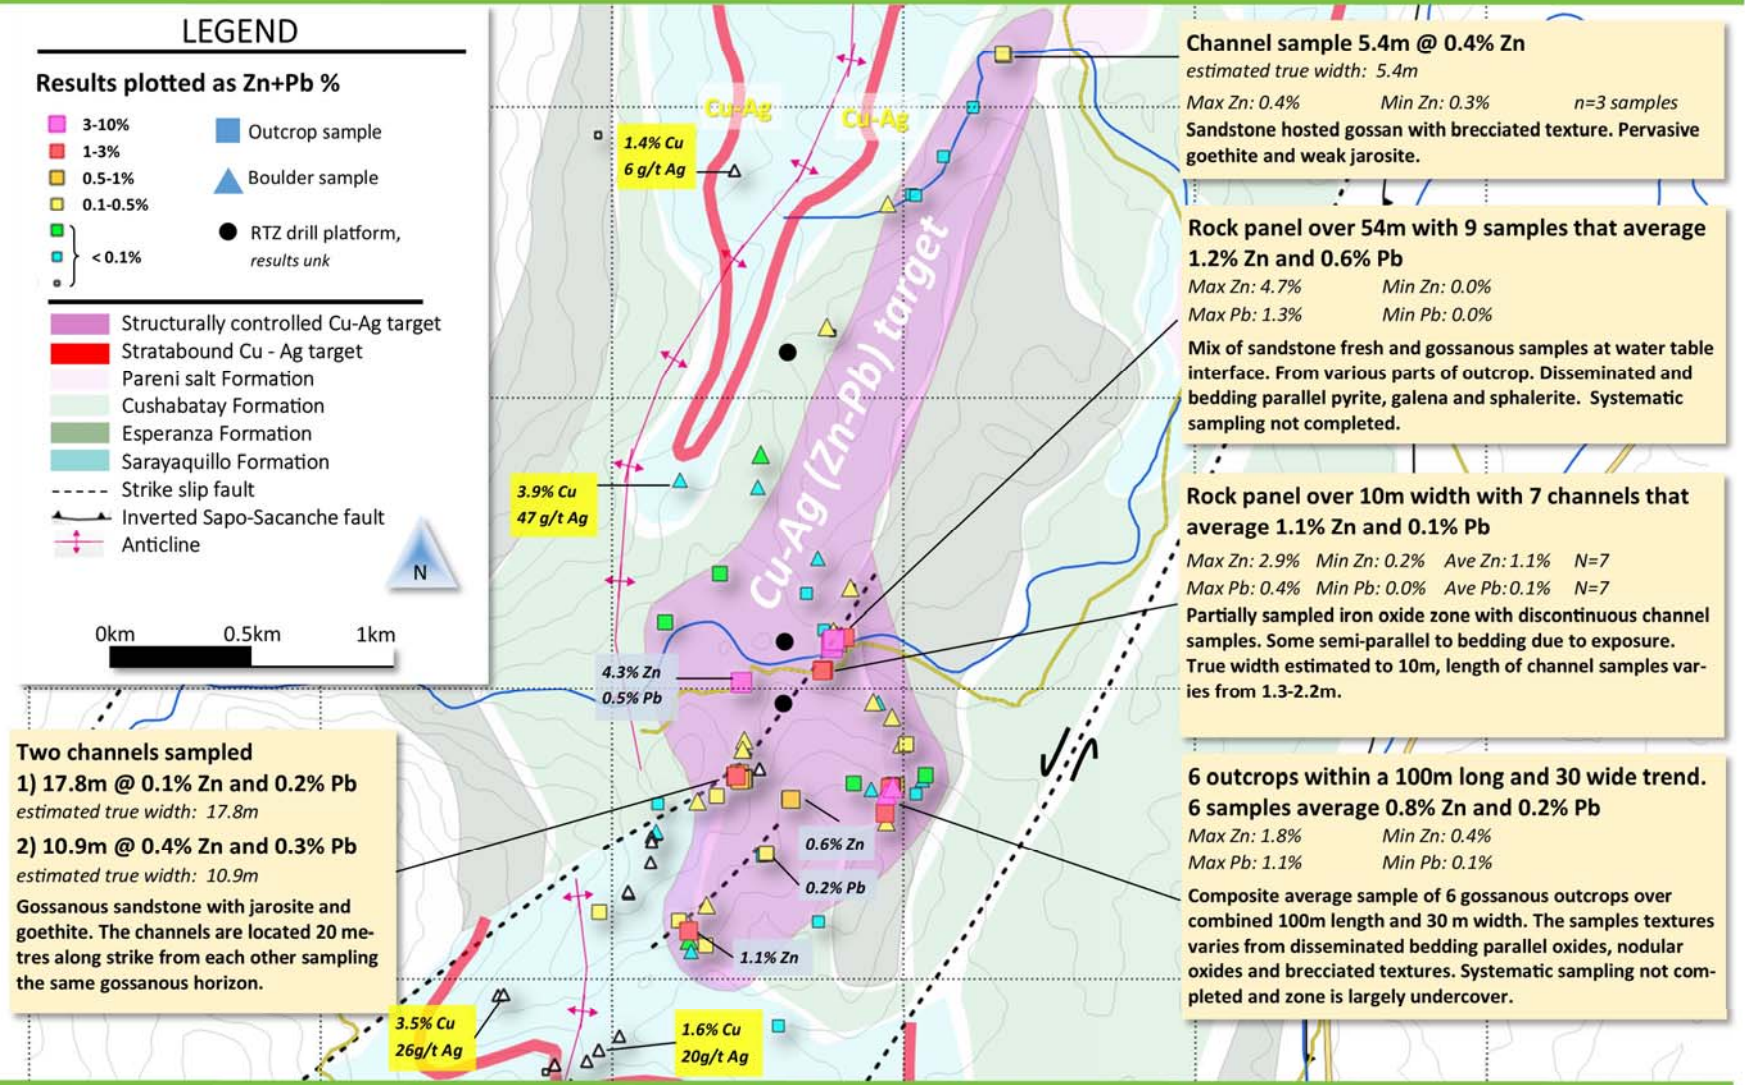 LEGEND
Results plotted as Zn+Pb %
3-10%
1-3%
0.5-1%
0.1-0.5%
< 0.1%
Outcrop sample
Boulder sample
RTZ drill platform,
results unk
Structurally controlled Cu-Ag target
Stratabound Cu - Ag target
Pareni salt Formation
Cushabatay Formation
Esperanza Formation
Sarayaquillo Formation
Strike slip fault
Inverted Sapo-Sacanche fault
Anticline
N
0km 0.5km 1km
Cu-Ag
Cu-Ag
1.4% Cu
6 g/t Ag
3.9% Cu
47 g/t Ag
Cu-Ag (Zn-Pb) target
4.3% Zn
0.5% Pb
0.6% Zn
0.2% Pb
1.1% Zn
3.5% Cu
26g/t Ag
1.6% Cu
20g/t Ag
Two channels sampled
1) 17.8m @ 0.1% Zn and 0.2% Pb
estimated true width: 17.8m
2) 10.9m @ 0.4% Zn and 0.3% Pb
estimated true width: 10.9m
Gossanous sandstone with jarosite and
goethite. The channels are located 20 me-
tres along strike from each other sampling
the same gossanous horizon.
Channel sample 5.4m @ 0.4% Zn
estimated true width: 5.4m
Max Zn: 0.4% Min Zn: 0.3% n=3 samples
Sandstone hosted gossan with brecciated texture. Pervasive
goethite and weak jarosite.
Rock panel over 54m with 9 samples that average
1.2% Zn and 0.6% Pb
Max Zn: 4.7% Min Zn: 0.0%
Max Pb: 1.3% Min Pb: 0.0%
Mix of sandstone fresh and gossanous samples at water table
interface. From various parts of outcrop. Disseminated and
bedding parallel pyrite, galena and sphalerite. Systematic
sampling not completed.
Rock panel over 10m width with 7 channels that
average 1.1% Zn and 0.1% Pb
Max Zn: 2.9% Min Zn: 0.2% Ave Zn: 1.1% N=7
Max Pb: 0.4% Min Pb: 0.0% Ave Pb:0.1% N=7
Partially sampled iron oxide zone with discontinuous channel
samples. Some semi-parallel to bedding due to exposure.
True width estimated to 10m, length of channel samples var-
ies from 1.3-2.2m.
6 outcrops within a 100m long and 30 wide trend.
6 samples average 0.8% Zn and 0.2% Pb
Max Zn: 1.8% Min Zn: 0.4%
Max Pb: 1.1% Min Pb: 0.1%
Composite average sample of 6 gossanous outcrops over
combined 100m length and 30 m width. The samples textures
varies from disseminated bedding parallel oxides, nodular
oxides and brecciated textures. Systematic sampling not com-
pleted and zone is largely undercover.